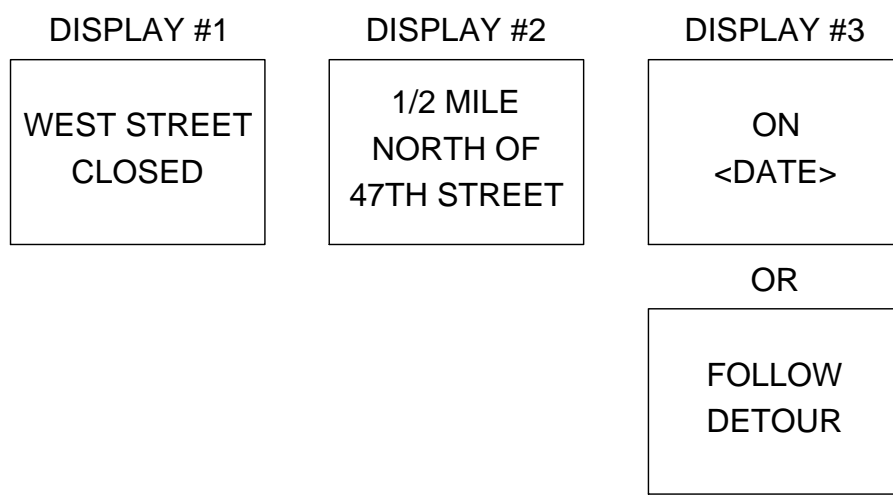 DISPLAY #1
WEST STREET
CLOSED
DISPLAY #2
1/2 MILE
NORTH OF
47TH STREET
DISPLAY #3
ON
<DATE>
OR
FOLLOW
DETOUR